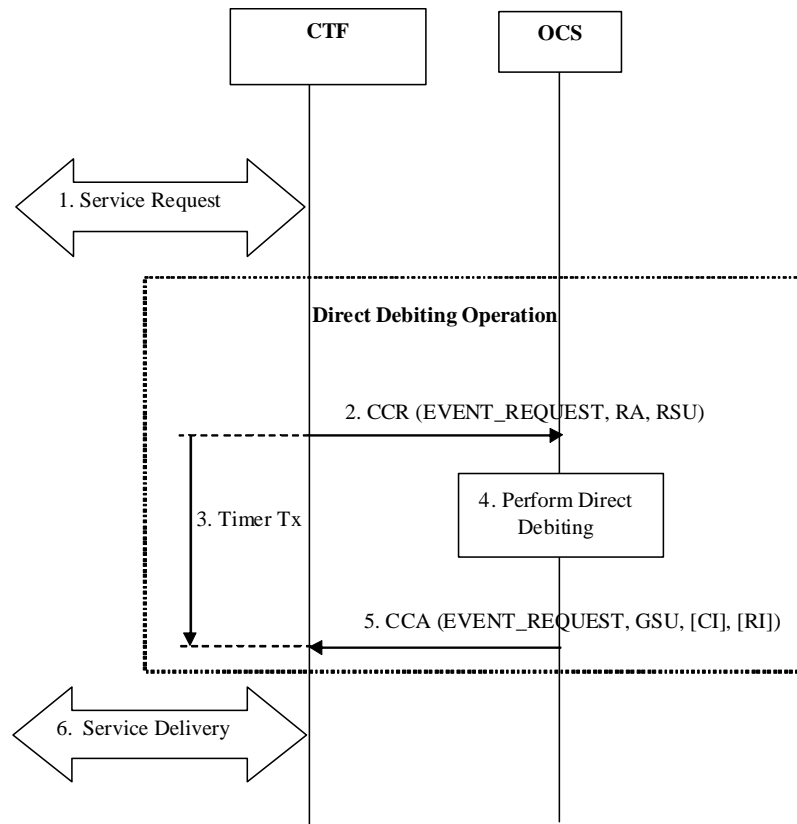 CTF
OCS
1. Service Request
Direct Debiting Operation
2. CCR (EVENT_REQUEST, RA, RSU)
3. Timer Tx
4. Perform Direct
Debiting
5. CCA (EVENT_REQUEST, GSU, [CI], [RI])
6. Service Delivery